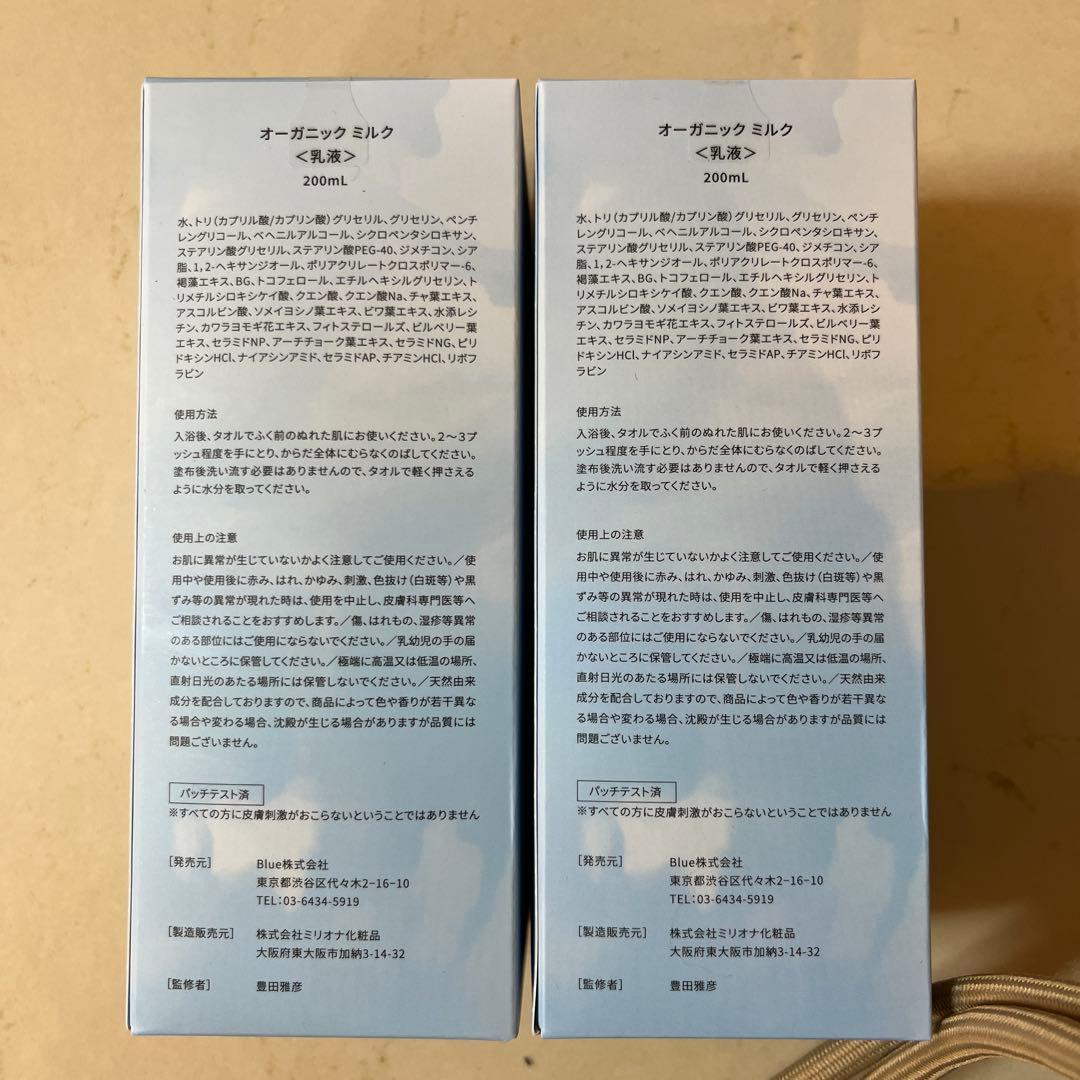 オーガニック ミルク
＜乳液＞
200mL
水、トリ（カプリル酸/カプリン酸）グリセリル、グリセリン、ペンチ
レングリコール、ベヘニルアルコール、シクロペンタシロキサン、
ステアリン酸グリセリル、ステアリン酸PEG-40、ジメチコン、シア
脂、1，2-ヘキサンジオール、ポリアクリレートクロスポリマー-6、
褐藻エキス、BG、トコフェロール、エチルヘキシルグリセリン、ト
リメチルシロキシケイ酸、クエン酸、クエン酸Na、チャ葉エキス、
アスコルビン酸、ソメイヨシノ葉エキス、ビワ葉エキス、水添レシ
チン、カワラヨモギ花エキス、フィトステロールズ、ビルベリー葉
エキス、セラミドNP、アーチチョーク葉エキス、セラミドNG、ピリ
ドキシンHCl、ナイアシンアミド、セラミドAP、チアミンHCl、リボフ
ラビン
使用方法
入浴後、タオルでふく前のぬれた肌にお使いください。2～3プ
ッシュ程度を手にとり、からだ全体にむらなくのばしてください。
塗布後洗い流す必要はありませんので、タオルで軽く押さえる
ように水分を取ってください。
使用上の注意
お肌に異常が生じていないかよく注意してご使用ください。／使
用中や使用後に赤み、はれ、かゆみ、刺激、色抜け（白斑等）や黒
ずみ等の異常が現れた時は、使用を中止し、皮膚科専門医等へ
ご相談されることをおすすめします。／傷、はれもの、湿疹等異常
のある部位にはご使用にならないでください。／乳幼児の手の届
かないところに保管してください。／極端に高温又は低温の場所、
直射日光のあたる場所には保管しないでください。／天然由来
成分を配合しておりますので、商品によって色や香りが若干異な
る場合や変わる場合、沈殿が生じる場合がありますが品質には
問題ございません。
パッチテスト済
※すべての方に皮膚刺激がおこらないということではありません
［発売元］ Blue株式会社
東京都渋谷区代々木2-16-10
TEL：03-6434-5919
［製造販売元］ 株式会社ミリオナ化粧品
大阪府東大阪市加納3-14-32
［監修者］ 豊田雅彦
オーガニック ミルク
＜乳液＞
200mL
水、トリ（カプリル酸/カプリン酸）グリセリル、グリセリン、ペンチ
レングリコール、ベヘニルアルコール、シクロペンタシロキサン、
ステアリン酸グリセリル、ステアリン酸PEG-40、ジメチコン、シア
脂、1，2-ヘキサンジオール、ポリアクリレートクロスポリマー-6、
褐藻エキス、BG、トコフェロール、エチルヘキシルグリセリン、ト
リメチルシロキシケイ酸、クエン酸、クエン酸Na、チャ葉エキス、
アスコルビン酸、ソメイヨシノ葉エキス、ビワ葉エキス、水添レシ
チン、カワラヨモギ花エキス、フィトステロールズ、ビルベリー葉
エキス、セラミドNP、アーチチョーク葉エキス、セラミドNG、ピリ
ドキシンHCl、ナイアシンアミド、セラミドAP、チアミンHCl、リボフ
ラビン
使用方法
入浴後、タオルでふく前のぬれた肌にお使いください。2～3プ
ッシュ程度を手にとり、からだ全体にむらなくのばしてください。
塗布後洗い流す必要はありませんので、タオルで軽く押さえる
ように水分を取ってください。
使用上の注意
お肌に異常が生じていないかよく注意してご使用ください。／使
用中や使用後に赤み、はれ、かゆみ、刺激、色抜け（白斑等）や黒
ずみ等の異常が現れた時は、使用を中止し、皮膚科専門医等へ
ご相談されることをおすすめします。／傷、はれもの、湿疹等異常
のある部位にはご使用にならないでください。／乳幼児の手の届
かないところに保管してください。／極端に高温又は低温の場所、
直射日光のあたる場所には保管しないでください。／天然由来
成分を配合しておりますので、商品によって色や香りが若干異な
る場合や変わる場合、沈殿が生じる場合がありますが品質には
問題ございません。
パッチテスト済
※すべての方に皮膚刺激がおこらないということではありません
［発売元］ Blue株式会社
東京都渋谷区代々木2-16-10
TEL：03-6434-5919
［製造販売元］ 株式会社ミリオナ化粧品
大阪府東大阪市加納3-14-32
［監修者］ 豊田雅彦